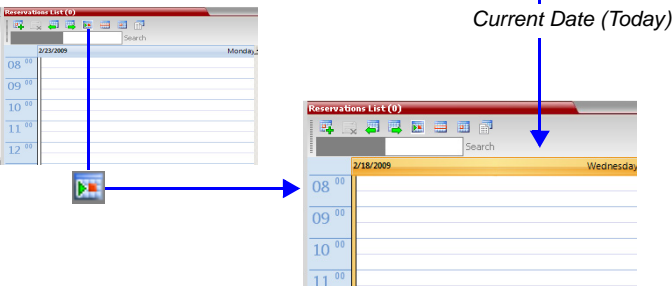 Current Date (Today)
Reservations List (0)
Search
2/23/2009 Monday,
08 00
09 00
10 00
11 00
12 00
Reservations List (0)
Search
2/18/2009 Wednesday
08 00
09 00
10 00
11 00